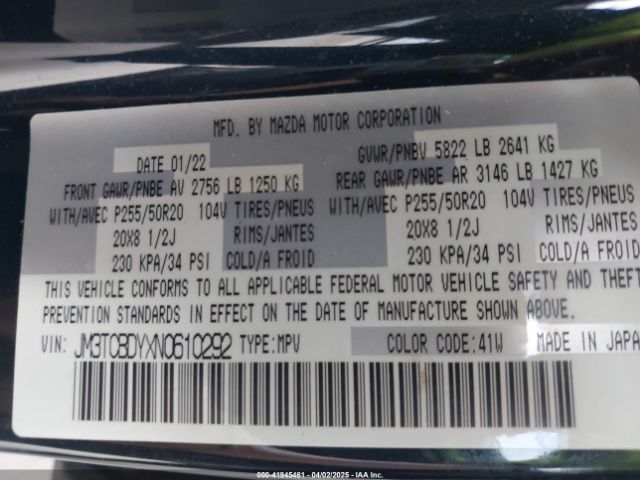 MFD. BY MAZDA MOTOR CORPORATION
DATE 01/22 GVWR/PNBV 5822 LB 2641 KG
FRONT GAWR/PNBE AV 2756 LB 1250 KG REAR GAWR/PNBE AR 3146 LB 1427 KG
WITH/AVEC P255/50R20 104V TIRES/PNEUS WITH/AVEC P255/50R20 104V TIRES/PNEUS
20X8 1/2J RIMS/JANTES 20X8 1/2J RIMS/JANTES
230 KPA/34 PSI COLD/A FROID 230 KPA/34 PSI COLD/A FROID
THIS VEHICLE CONFORMS TO ALL APPLICABLE FEDERAL MOTOR VEHICLE SAFETY AND THEFT
PREVENTION STANDARDS IN EFFECT ON THE DATE OF MANUFACTURE SHOWN ABOVE.
VIN: JM3TCBDYXN0610292 TYPE: MPV COLOR CODE: 41W
000-41945461 | 04/02/2025 | IAAI.COM